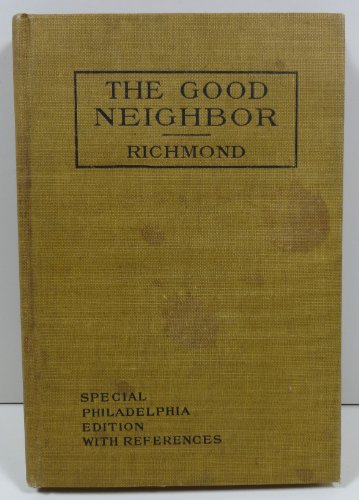 THE GOOD
NEIGHBOR
RICHMOND
SPECIAL
PHILADELPHIA
EDITION
WITH REFERENCES